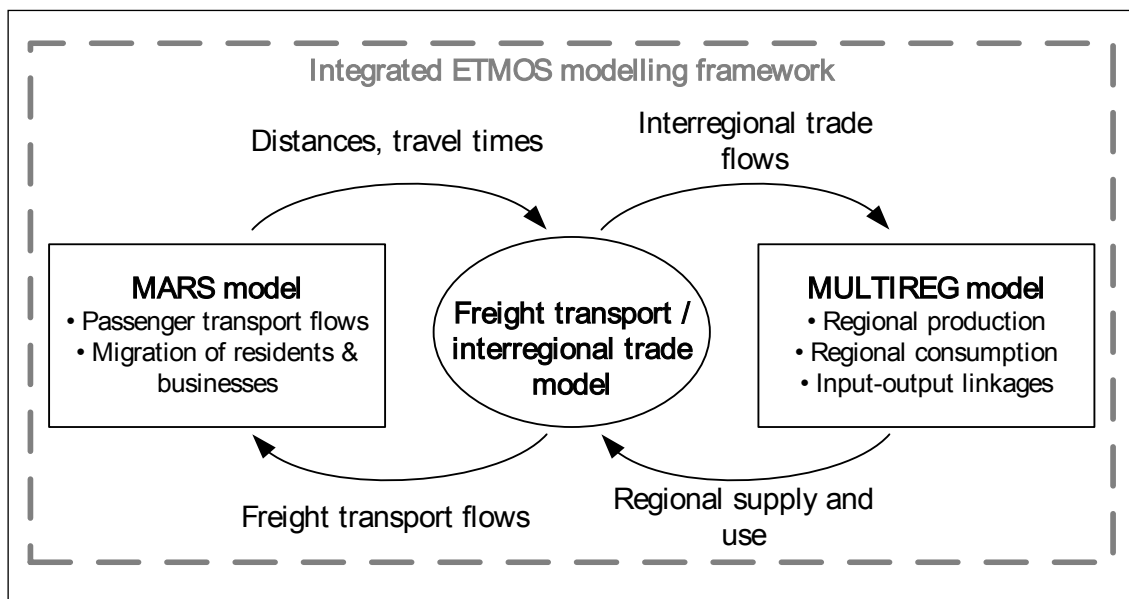 Integrated ETMOS modelling framework
Distances, travel times
Interregional trade
flows
MARS model
• Passenger transport flows
• Migration of residents &
businesses
Freight transport /
interregional trade
model
MULTIREG model
• Regional production
• Regional consumption
• Input-output linkages
Freight transport flows
Regional supply and
use